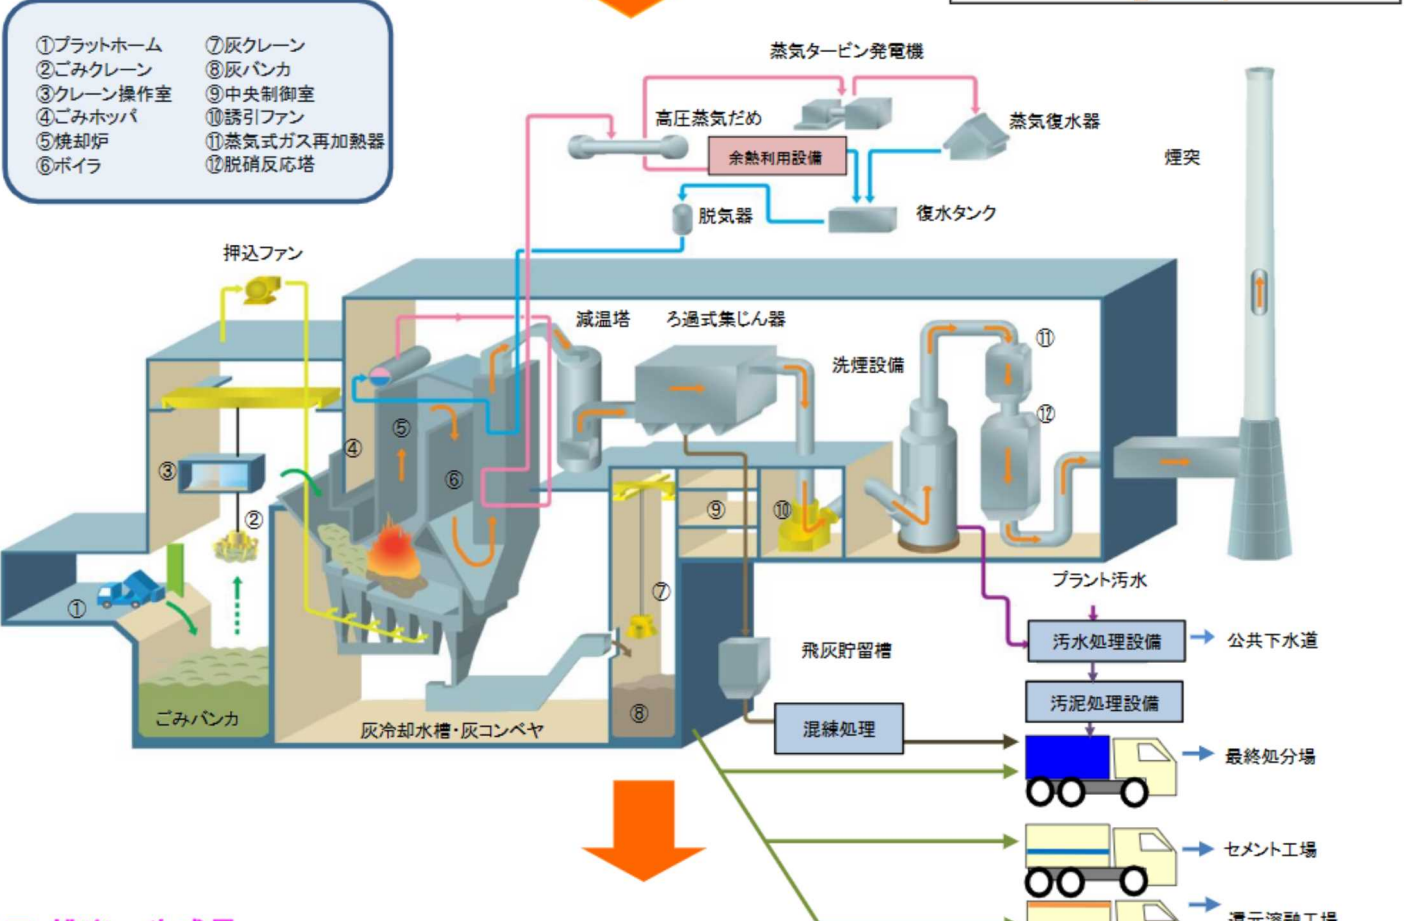 ①プラットホーム
②ごみクレーン
③クレーン操作室
④ごみホッパ
⑤焼却炉
⑥ボイラ
⑦灰クレーン
⑧灰バンカ
⑨中央制御室
⑩誘引ファン
⑪蒸気式ガス再加熱器
⑫脱硝反応塔
蒸気タービン発電機
高圧蒸気だめ
蒸気復水器
余熱利用設備
煙突
脱気器
復水タンク
押込ファン
減温塔
ろ過式集じん器
洗煙設備
⑪
⑫
⑤
④
③
⑥
②
⑨
⑩
①
⑦
プラント汚水
汚水処理設備
公共下水道
飛灰貯留槽
汚泥処理設備
ごみバンカ
灰冷却水槽・灰コンベヤ
⑧
混練処理
最終処分場
セメント工場
還元溶融工場